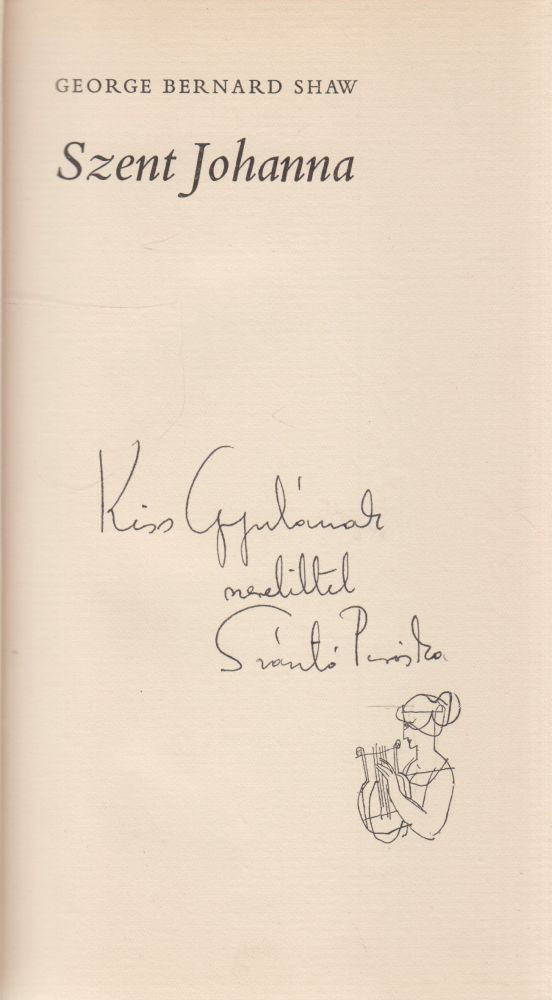 GEORGE BERNARD SHAW
Szent Johanna
Kiss Gyulának
szeretettel
Szántó Piroska